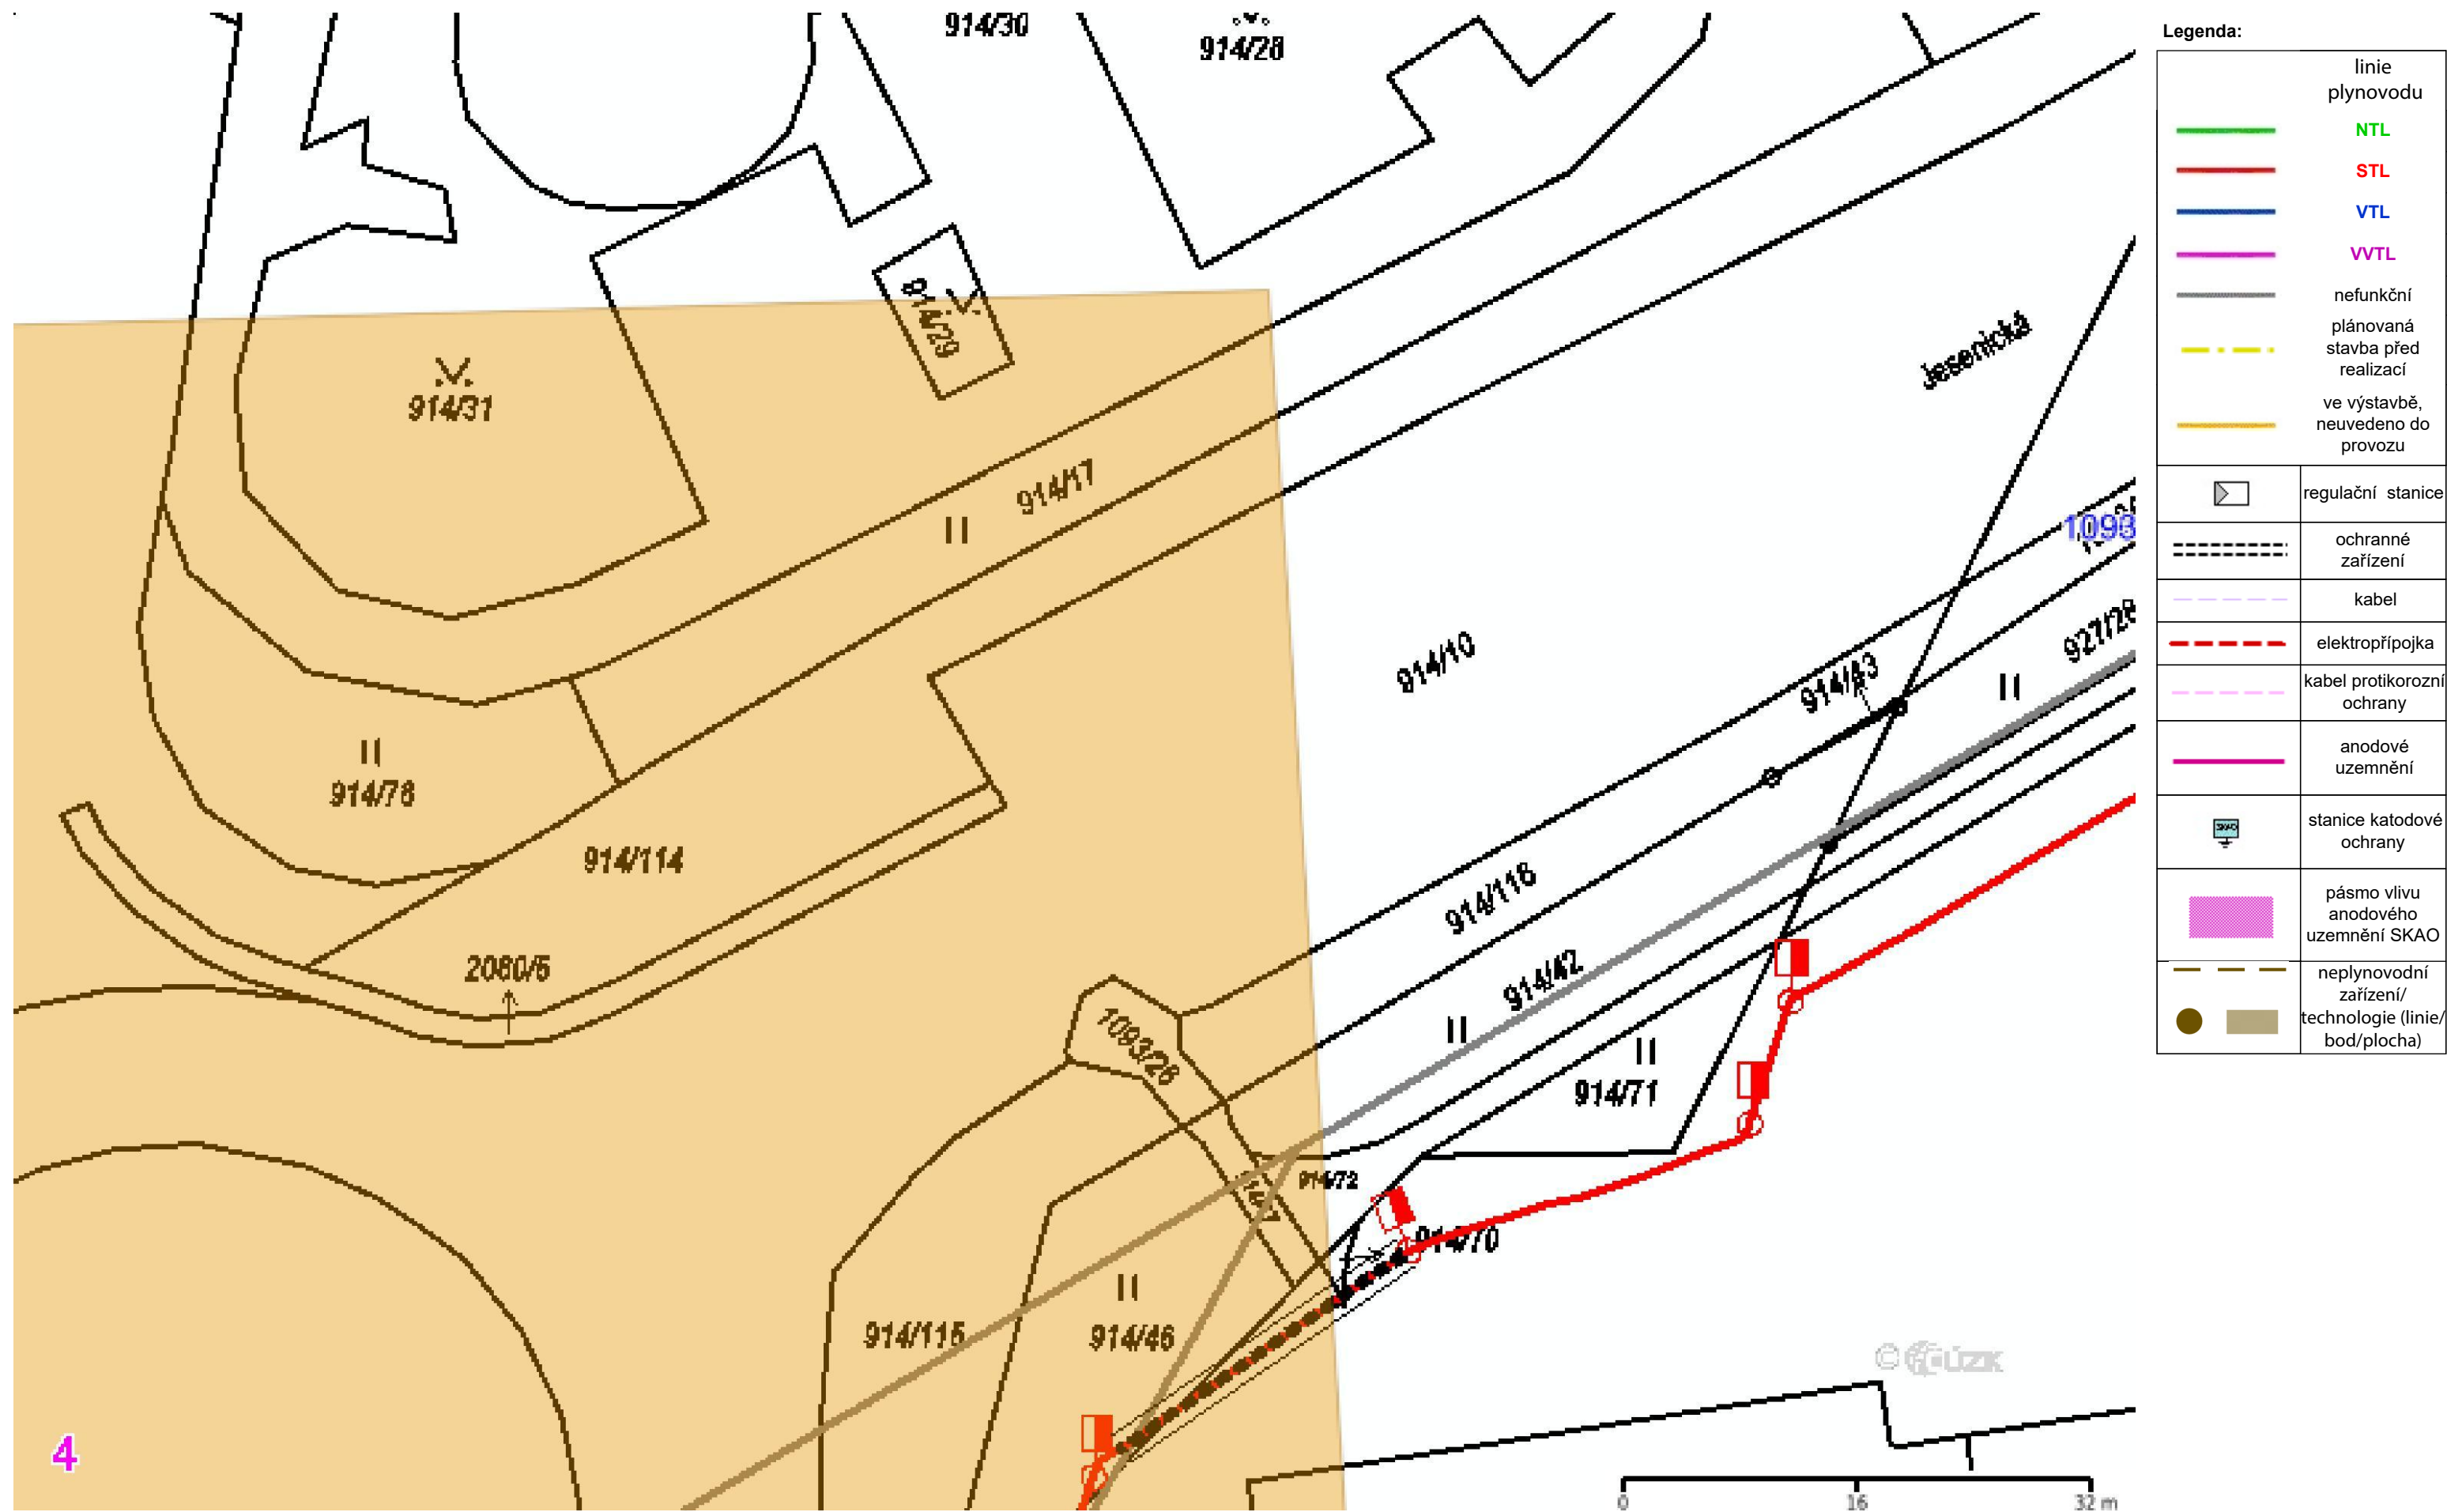 914/30
914/28
914/29
914/31
914/17
Jesenická
1093
914/10
914/43
927/28
914/76
914/114
914/116
2060/5
914/42
1093/26
914/71
914/72
914/70
914/115
914/46
4
0 16 32 m
Legenda:
linie
plynovodu
NTL
STL
VTL
VVTL
nefunkční
plánovaná
stavba před
realizací
ve výstavbě,
neuvedeno do
provozu
regulační stanice
ochranné
zařízení
kabel
elektropřípojka
kabel protikorozní
ochrany
anodové
uzemnění
SKAO
stanice katodové
ochrany
pásmo vlivu
anodového
uzemnění SKAO
neplynovodní
zařízení/
technologie (linie/
bod/plocha)